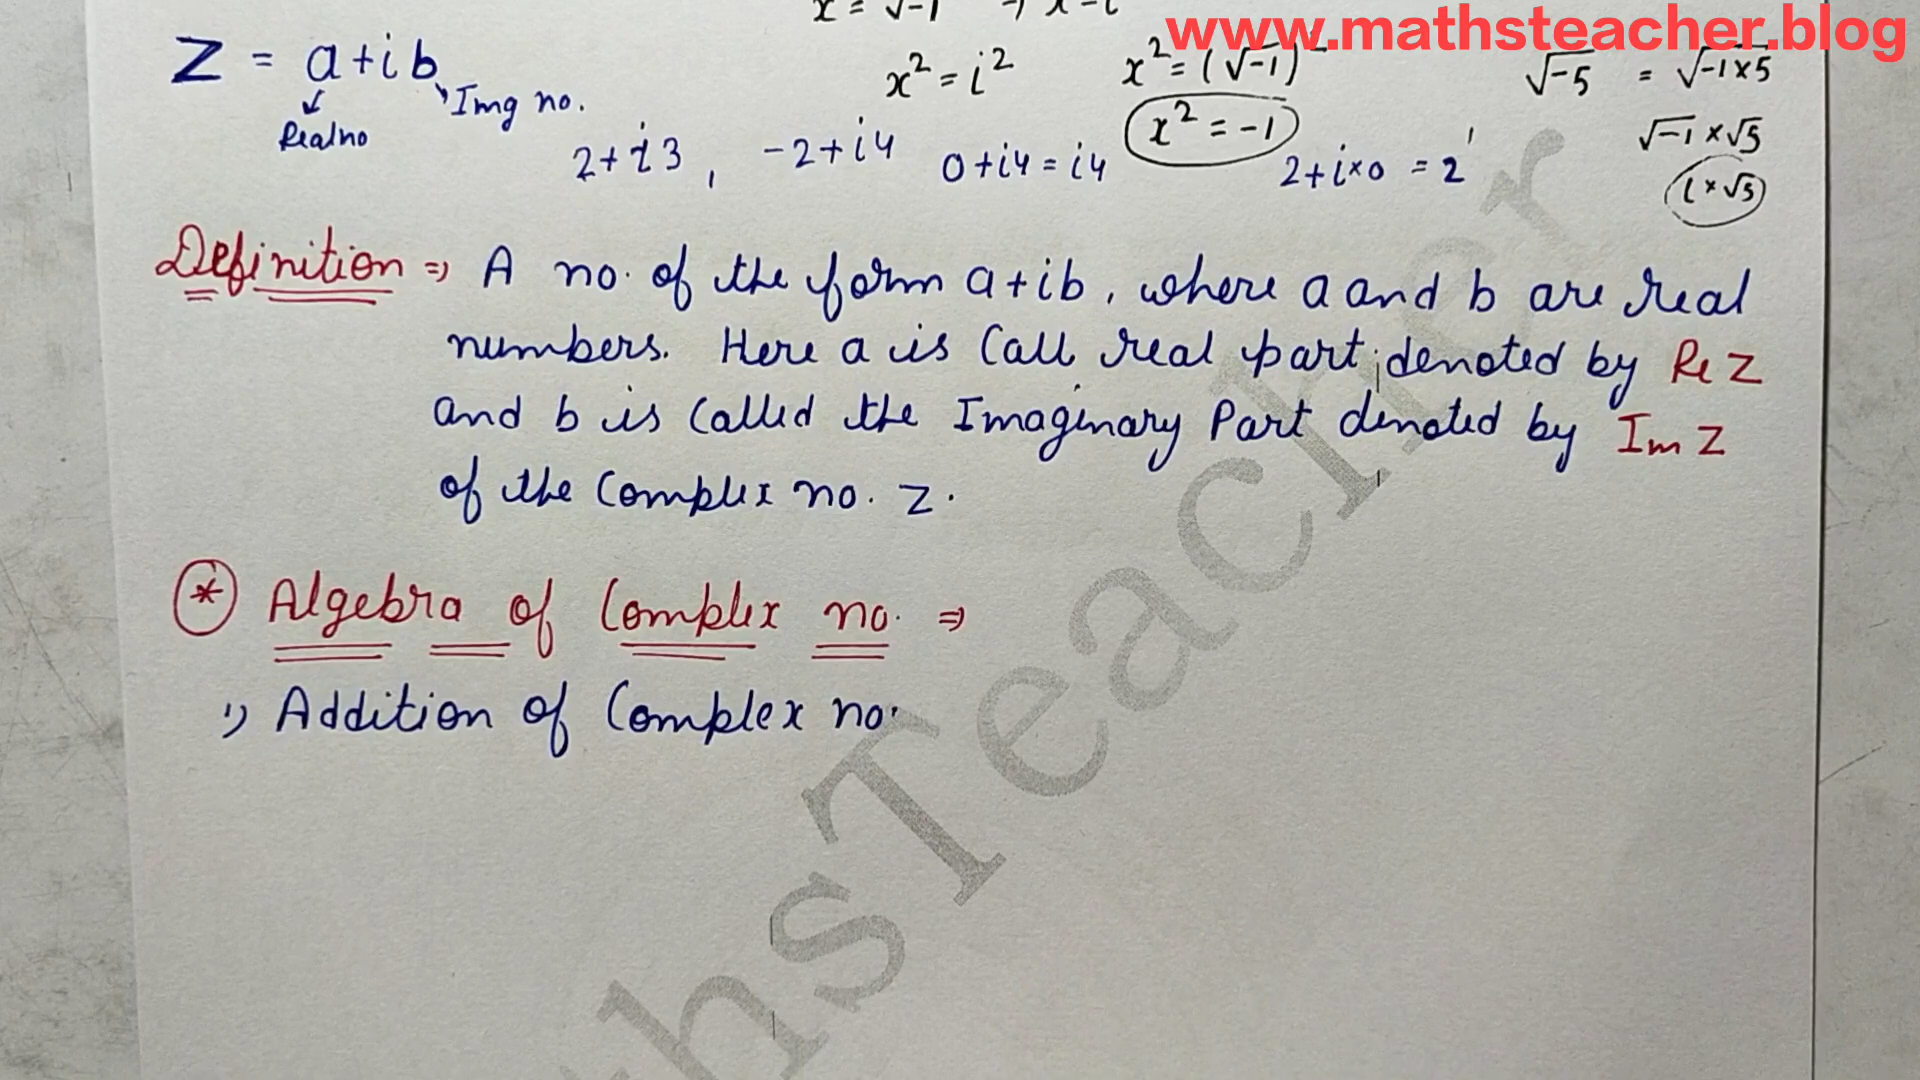 x = √-1 → x = i
www.mathsteacher.blog
Z = a+ib
Real no
Img no.
x² = i²
x² = (√-1)²
x² = -1
√-5 = √-1×5
√-1 × √5
i × √5
2+i3 , -2+i4 0+i4 = i4 2+i×0 = 2
Definition ⇒ A no. of the form a+ib, where a and b are real
numbers. Here a is Call real part, denoted by Re Z
and b is Called the Imaginary Part denoted by Im Z
of the Complex no. z.
* Algebra of Complex no. ⇒
1) Addition of Complex no.
thsTeacher